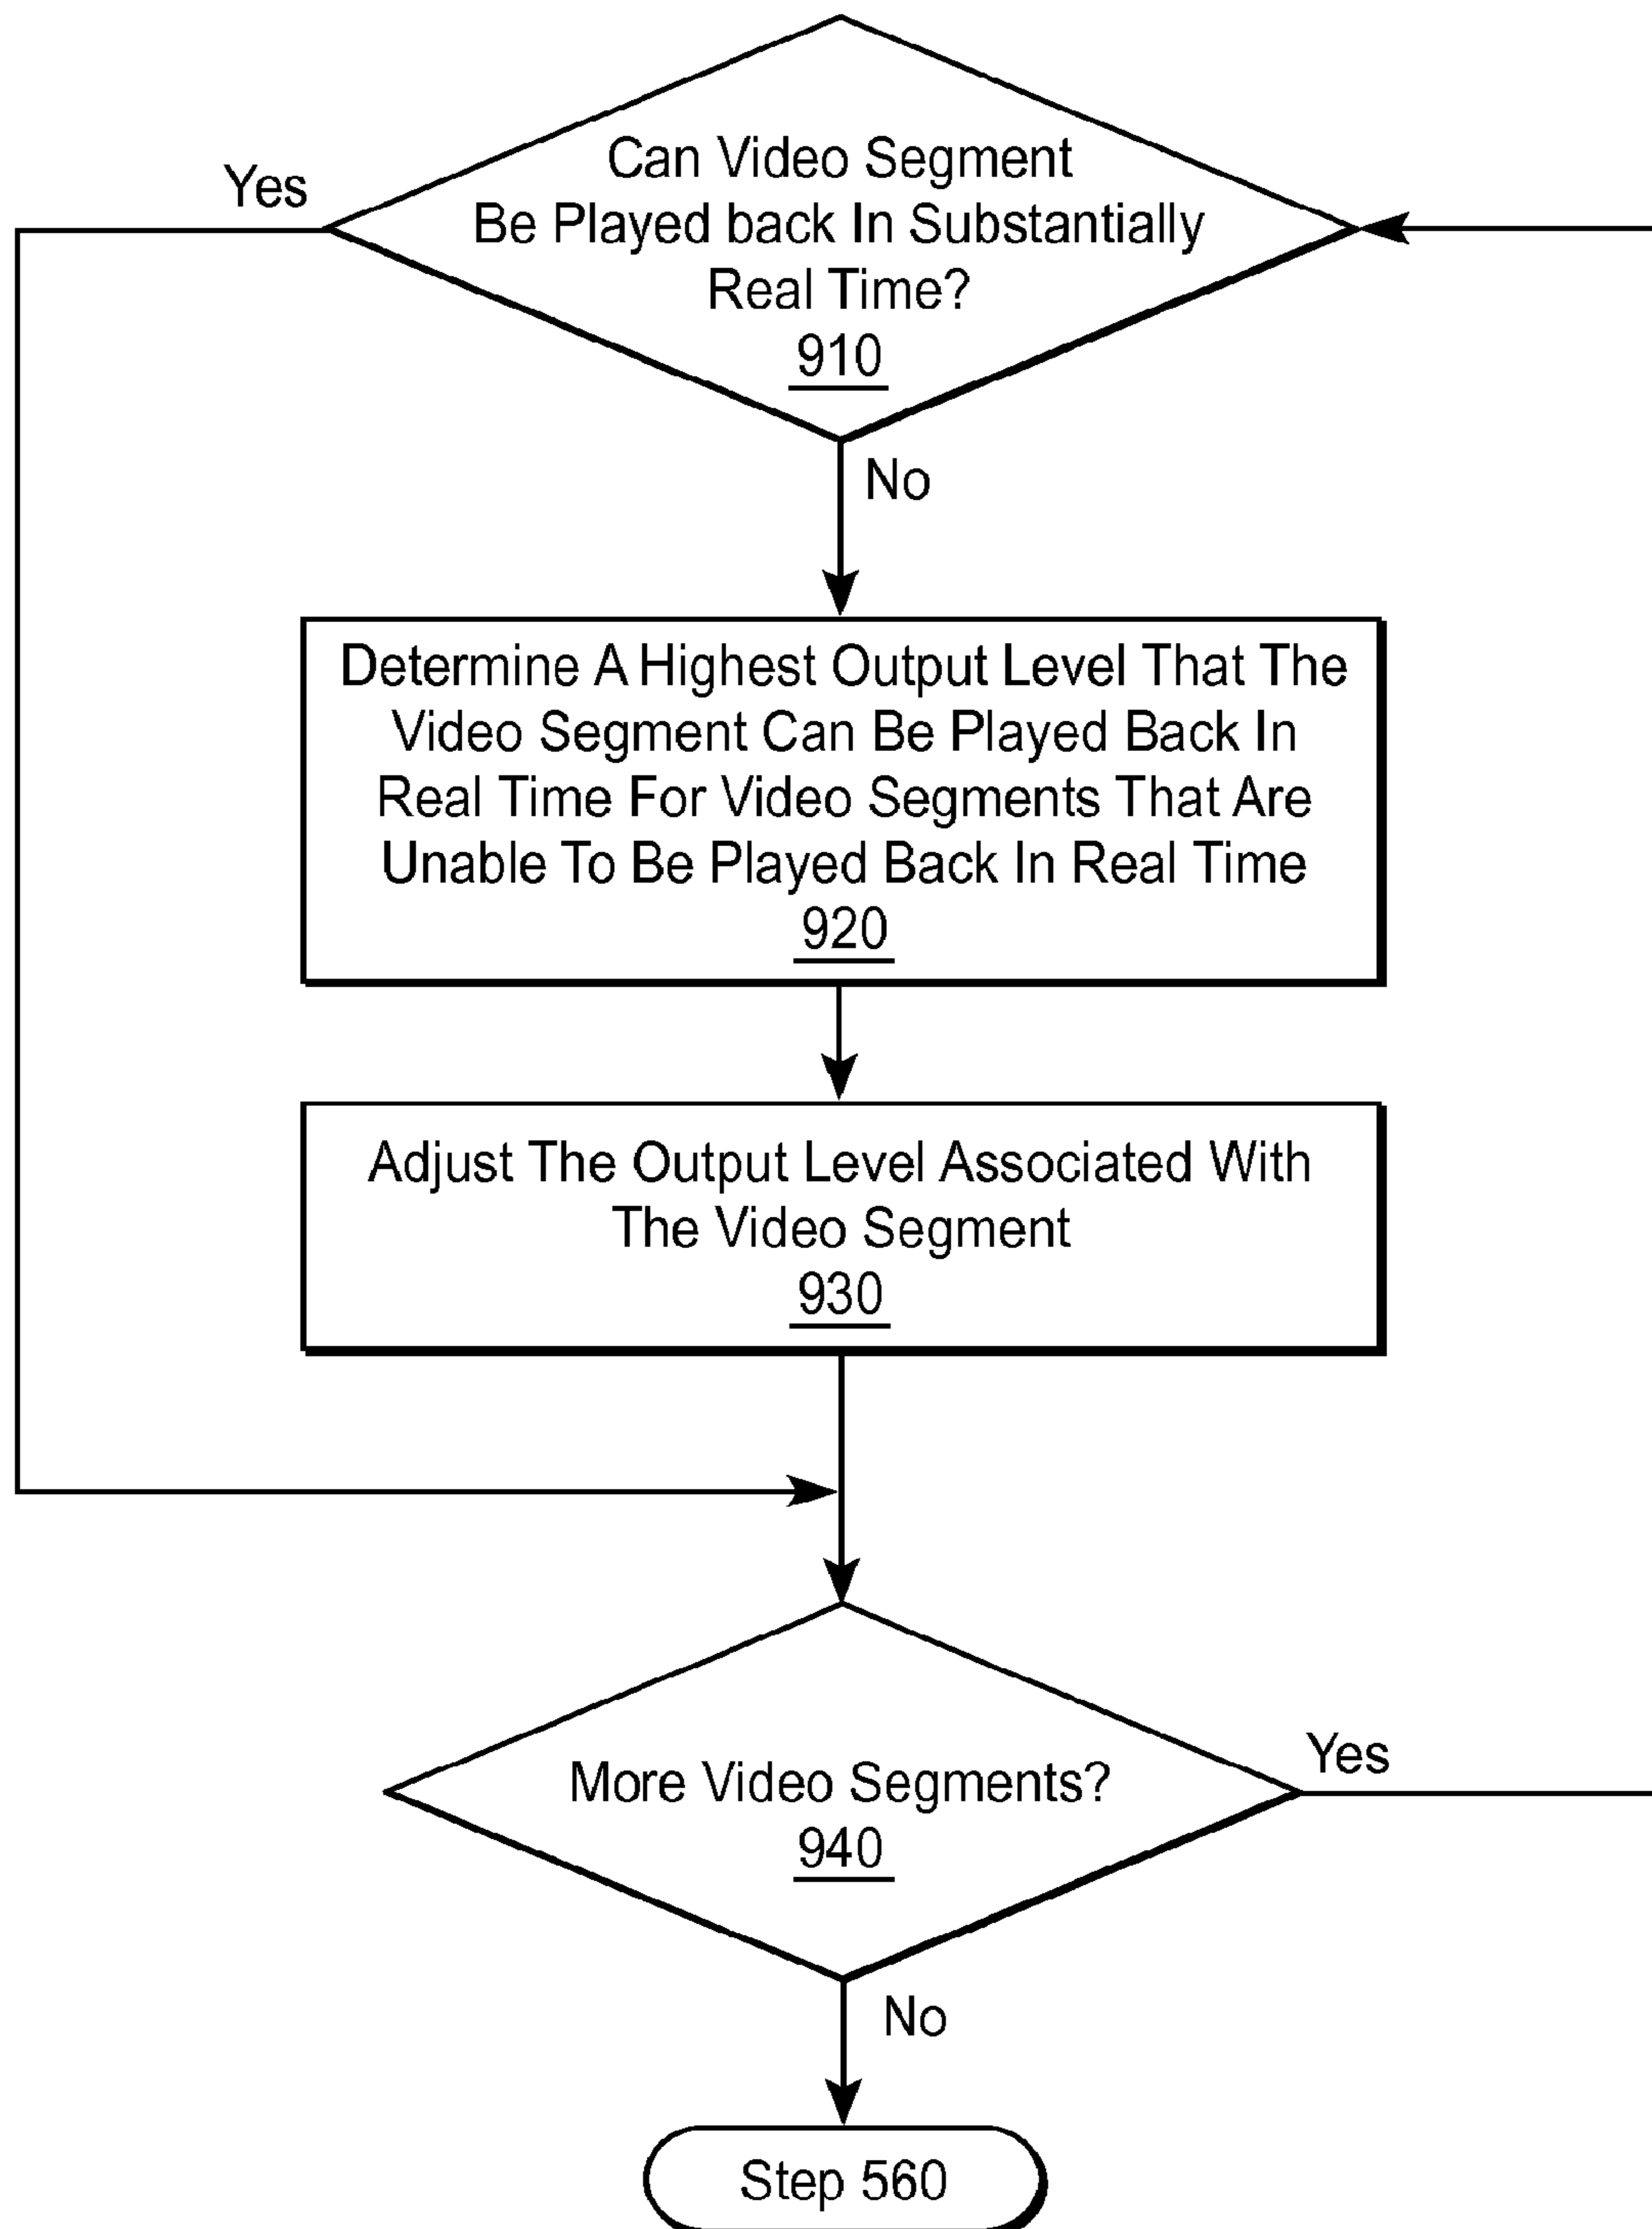 Can Video Segment
Be Played back In Substantially
Real Time?
910
Yes
No
Determine A Highest Output Level That The
Video Segment Can Be Played Back In
Real Time For Video Segments That Are
Unable To Be Played Back In Real Time
920
Adjust The Output Level Associated With
The Video Segment
930
More Video Segments?
940
Yes
No
Step 560